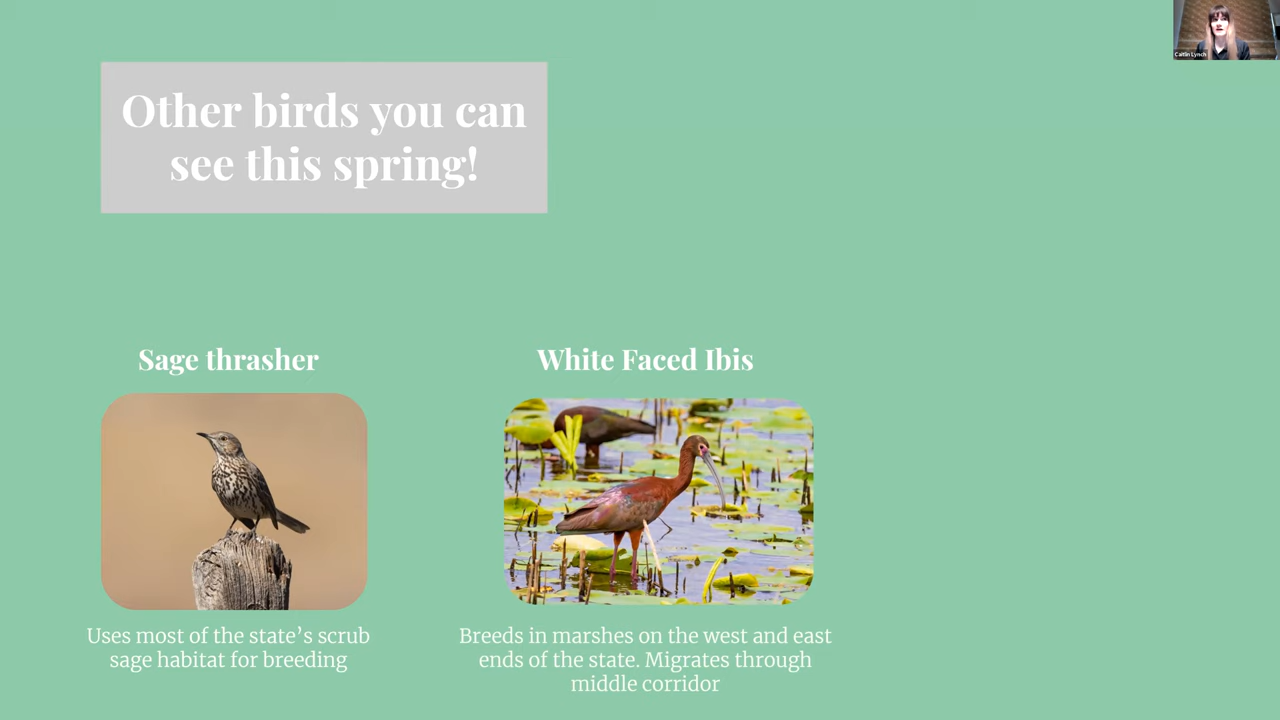 Caitlin Lynch
Other birds you can
see this spring!
Sage thrasher
White Faced Ibis
Uses most of the state's scrub
sage habitat for breeding
Breeds in marshes on the west and east
ends of the state. Migrates through
middle corridor